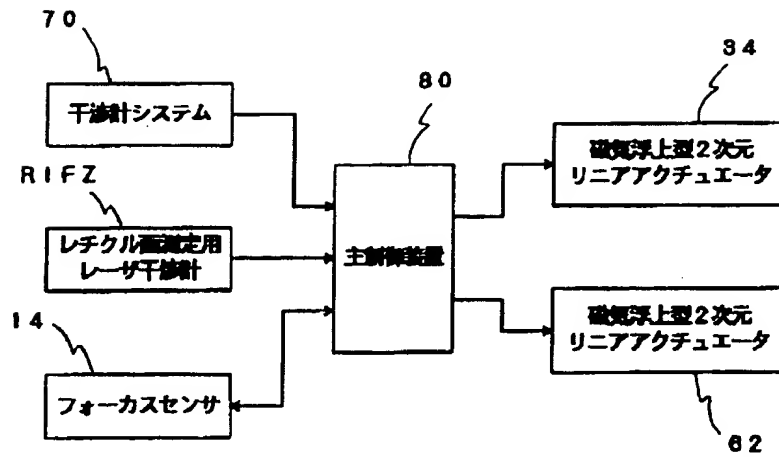 70
干渉計システム
RIFZ
レチクル面測定用
レーザ干渉計
14
フォーカスセンサ
80
主制御装置
34
磁気浮上型2次元
リニアアクチュエータ
磁気浮上型2次元
リニアアクチュエータ
62